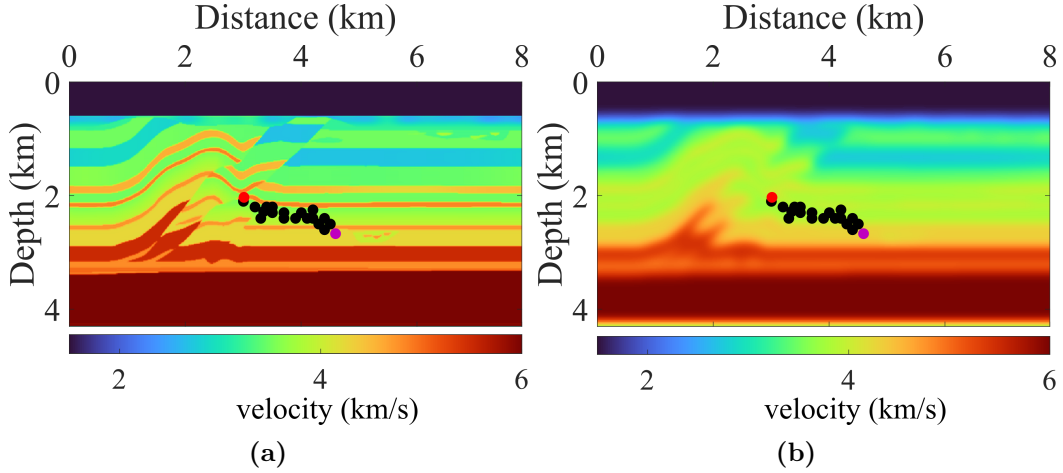 Distance (km)
0 2 4 6 8
Depth (km)
0
2
4
2 4 6
velocity (km/s)
(a)
Distance (km)
0 2 4 6 8
Depth (km)
0
2
4
2 4 6
velocity (km/s)
(b)